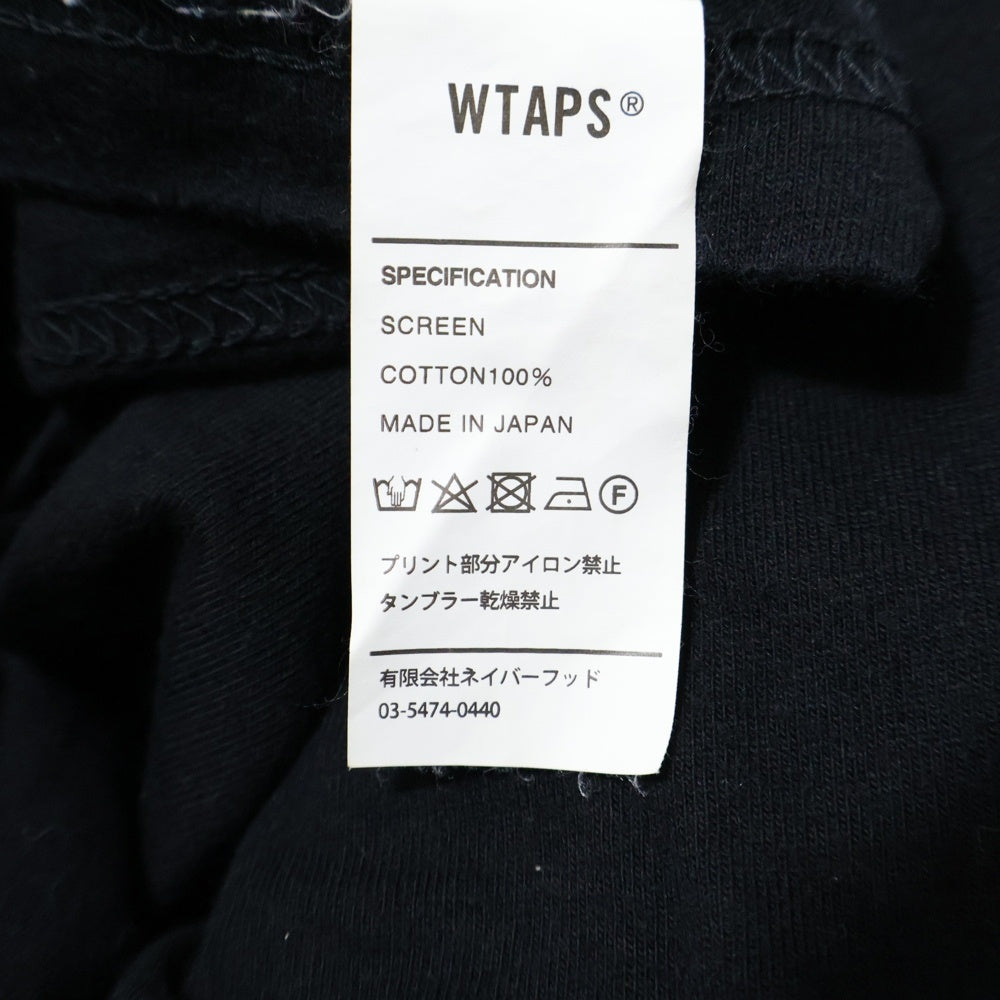 WTAPS®
SPECIFICATION
SCREEN
COTTON100%
MADE IN JAPAN
F
プリント部分アイロン禁止
タンブラー乾燥禁止
有限会社ネイバーフッド
03-5474-0440